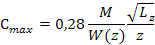 C_max = 0,28 M/W(z) √L_z/z